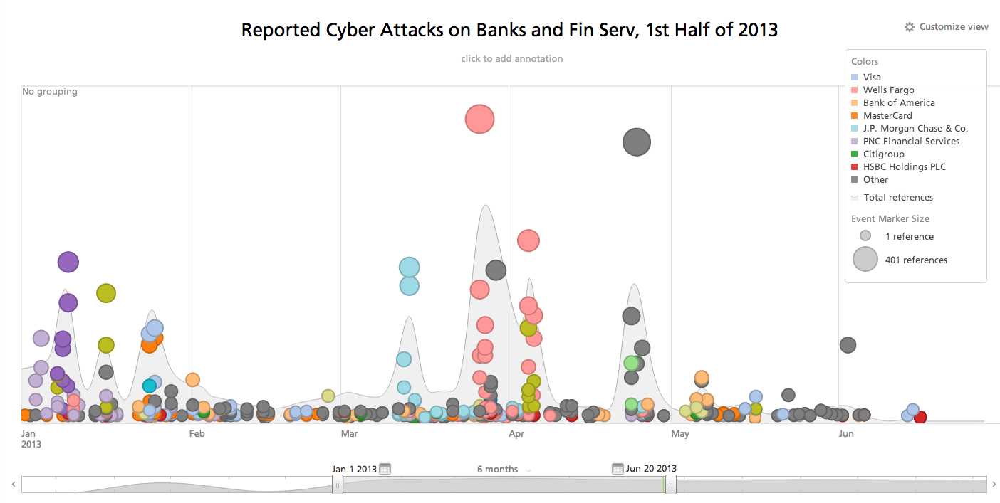 Reported Cyber Attacks on Banks and Fin Serv, 1st Half of 2013
Customize view
click to add annotation
Colors
Visa
Wells Fargo
Bank of America
MasterCard
J.P. Morgan Chase & Co.
PNC Financial Services
Citigroup
HSBC Holdings PLC
Other
Total references
Event Marker Size
1 reference
401 references
No grouping
Jan Feb Mar Apr May Jun
2013
Jan 1 2013 6 months Jun 20 2013